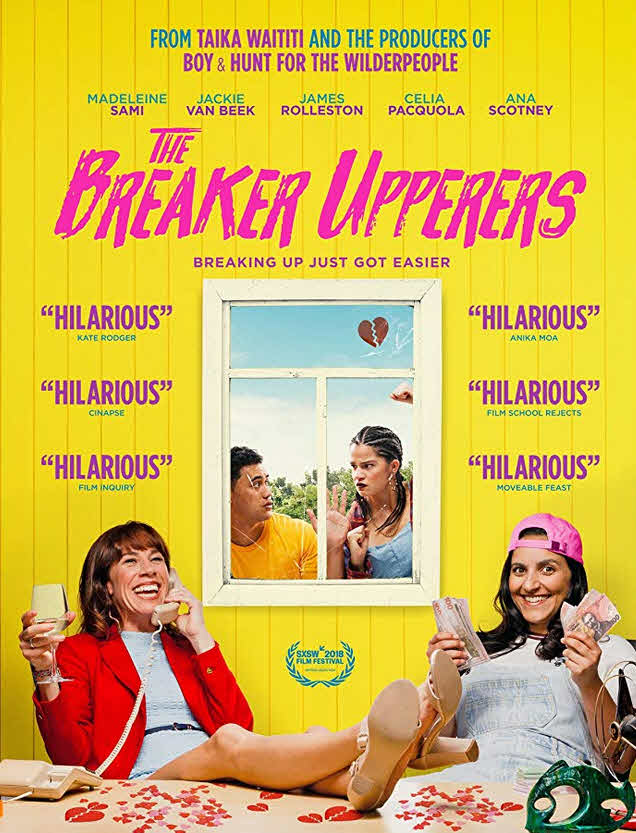 FROM TAIKA WAITITI AND THE PRODUCERS OF
BOY & HUNT FOR THE WILDERPEOPLE
MADELEINE SAMI
JACKIE VAN BEEK
JAMES ROLLESTON
CELIA PACQUOLA
ANA SCOTNEY
THE
BREAKER UPPERERS
BREAKING UP JUST GOT EASIER
“HILARIOUS”
KATE RODGER
“HILARIOUS”
ANIKA MOA
“HILARIOUS”
CINAPSE
“HILARIOUS”
FILM SCHOOL REJECTS
“HILARIOUS”
FILM INQUIRY
“HILARIOUS”
MOVEABLE FEAST
SXSW 2018
FILM FESTIVAL